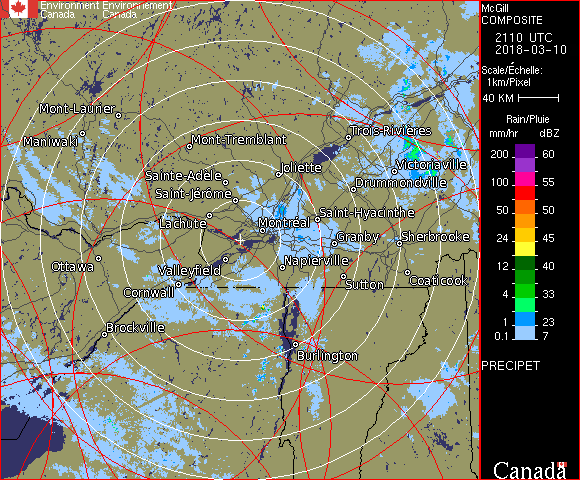 Environment Environnement
Canada Canada
McGill
COMPOSITE
2110 UTC
2018-03-10
Scale/Échelle:
1km/Pixel
40 KM
Rain/Pluie
mm/hr dBZ
200 60
100 55
50 50
24 45
12 40
4 33
1 23
0.1 7
PRECIPET
Canada
Mont-Laurier
Maniwaki
Mont-Tremblant
Trois-Rivières
Joliette
Victoriaville
Sainte-Adèle
Drummondville
Saint-Jérôme
Saint-Hyacinthe
Lachute
Montréal
Granby
Sherbrooke
Ottawa
Valleyfield
Napierville
Sutton
Coaticook
Cornwall
Brockville
Burlington